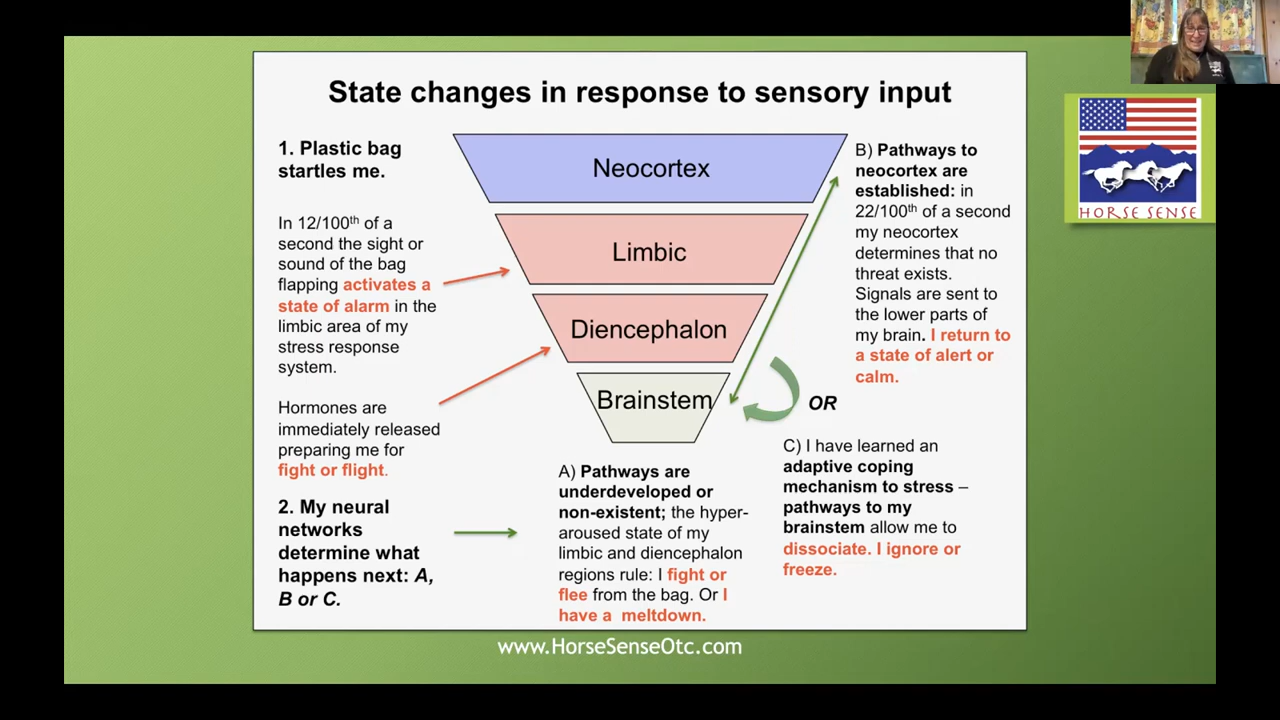 State changes in response to sensory input
1. Plastic bag
startles me.
In 12/100th of a
second the sight or
sound of the bag
flapping activates a
state of alarm in the
limbic area of my
stress response
system.
Hormones are
immediately released
preparing me for
fight or flight.
2. My neural
networks
determine what
happens next: A,
B or C.
Neocortex
Limbic
Diencephalon
Brainstem
A) Pathways are
underdeveloped or
non-existent; the hyper-
aroused state of my
limbic and diencephalon
regions rule: I fight or
flee from the bag. Or I
have a meltdown.
B) Pathways to
neocortex are
established: in
22/100th of a second
my neocortex
determines that no
threat exists.
Signals are sent to
the lower parts of
my brain. I return to
a state of alert or
calm.
OR
C) I have learned an
adaptive coping
mechanism to stress –
pathways to my
brainstem allow me to
dissociate. I ignore or
freeze.
HORSE SENSE
www.HorseSenseOtc.com